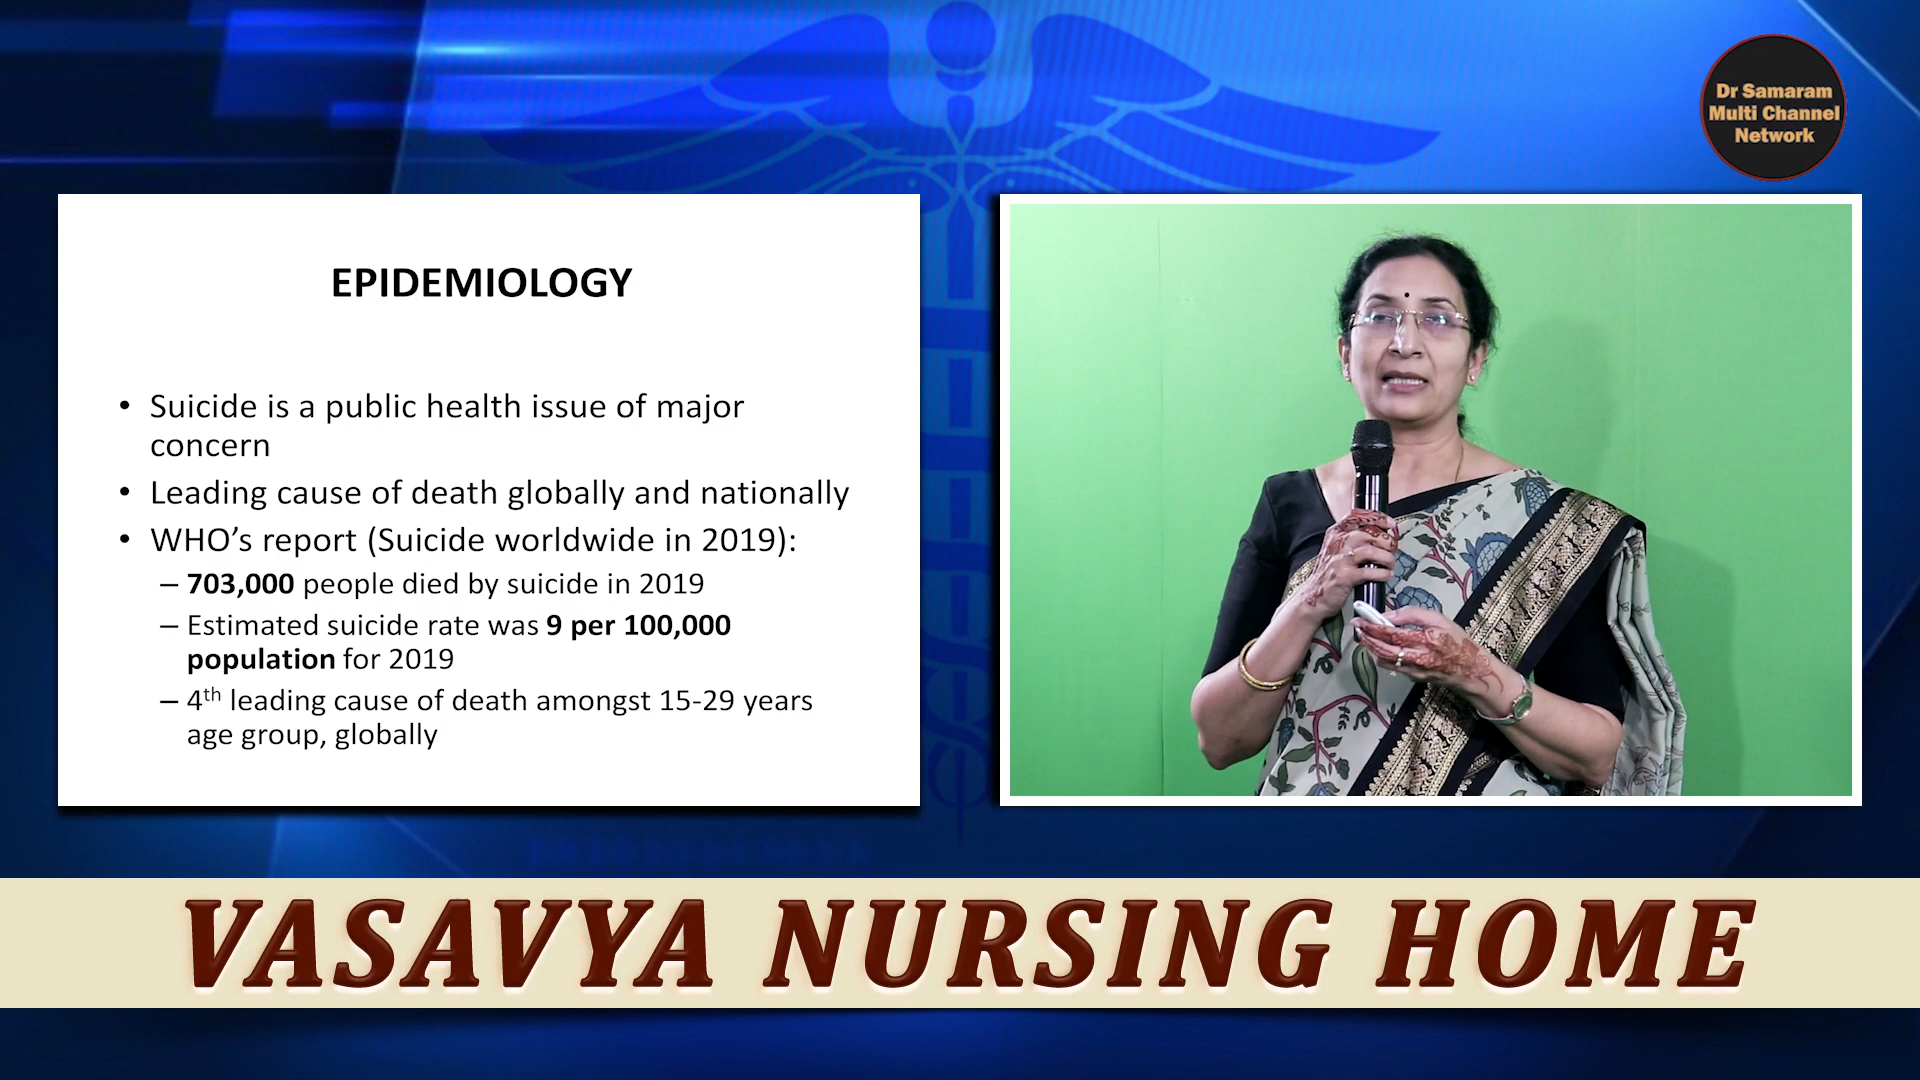 Dr Samaram
Multi Channel
Network
EPIDEMIOLOGY
• Suicide is a public health issue of major
concern
• Leading cause of death globally and nationally
• WHO’s report (Suicide worldwide in 2019):
– 703,000 people died by suicide in 2019
– Estimated suicide rate was 9 per 100,000
population for 2019
– 4th leading cause of death amongst 15-29 years
age group, globally
VASAVYA NURSING HOME